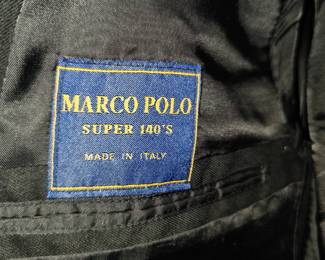 MARCO POLO
SUPER 140'S
MADE IN ITALY